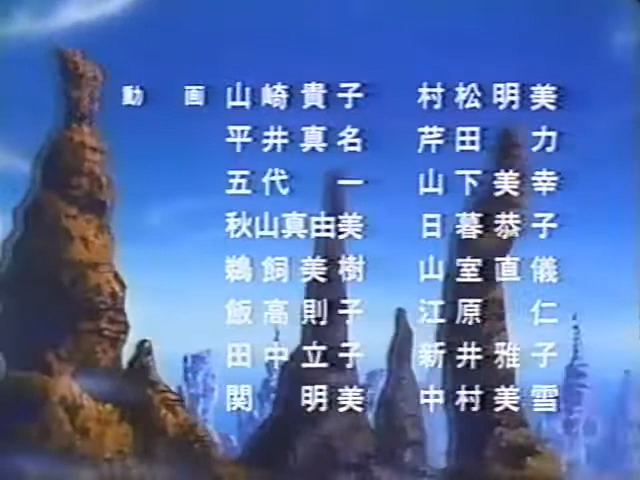 動画 山崎貴子 村松明美
平井真名 芹田力
五代一 山下美幸
秋山真由美 日暮恭子
鵜飼美樹 山室直儀
飯高則子 江原仁
田中立子 新井雅子
関明美 中村美雪